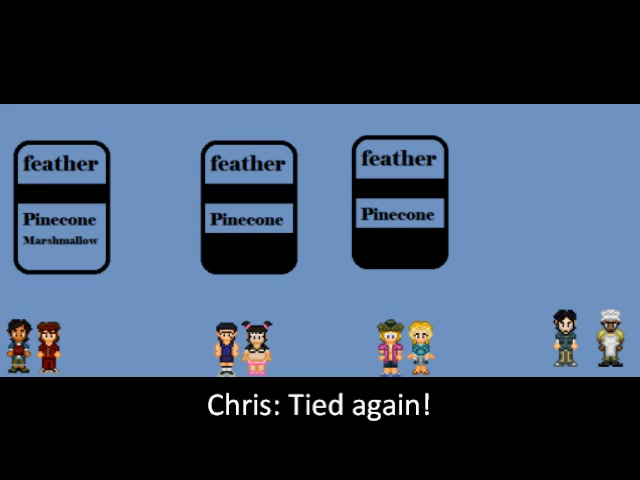 feather
Pinecone
Marshmallow
feather
Pinecone
feather
Pinecone
Chris: Tied again!